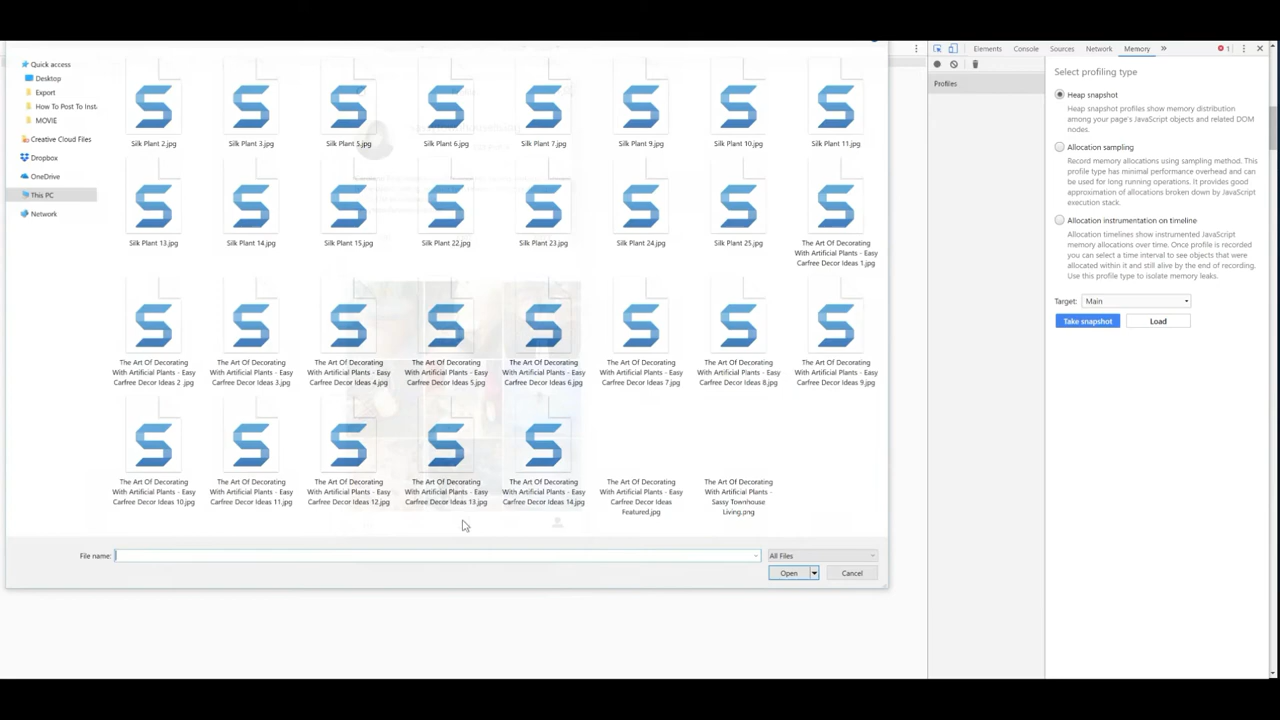 Elements Console Sources Network Memory » 1
Quick access
Desktop
Export
How To Post To Inst
MOVIE
Creative Cloud Files
Dropbox
OneDrive
This PC
Network
Silk Plant 2.jpg Silk Plant 3.jpg Silk Plant 5.jpg Silk Plant 6.jpg Silk Plant 7.jpg Silk Plant 9.jpg Silk Plant 10.jpg Silk Plant 11.jpg
Silk Plant 13.jpg Silk Plant 14.jpg Silk Plant 15.jpg Silk Plant 22.jpg Silk Plant 23.jpg Silk Plant 24.jpg Silk Plant 25.jpg
The Art Of Decorating
With Artificial Plants - Easy
Carfree Decor Ideas 1.jpg
The Art Of Decorating
With Artificial Plants - Easy
Carfree Decor Ideas 2 .jpg
The Art Of Decorating
With Artificial Plants - Easy
Carfree Decor Ideas 3.jpg
The Art Of Decorating
With Artificial Plants - Easy
Carfree Decor Ideas 4.jpg
The Art Of Decorating
With Artificial Plants - Easy
Carfree Decor Ideas 5.jpg
The Art Of Decorating
With Artificial Plants - Easy
Carfree Decor Ideas 6.jpg
The Art Of Decorating
With Artificial Plants - Easy
Carfree Decor Ideas 7.jpg
The Art Of Decorating
With Artificial Plants - Easy
Carfree Decor Ideas 8.jpg
The Art Of Decorating
With Artificial Plants - Easy
Carfree Decor Ideas 9.jpg
The Art Of Decorating
With Artificial Plants - Easy
Carfree Decor Ideas 10.jpg
The Art Of Decorating
With Artificial Plants - Easy
Carfree Decor Ideas 11.jpg
The Art Of Decorating
With Artificial Plants - Easy
Carfree Decor Ideas 12.jpg
The Art Of Decorating
With Artificial Plants - Easy
Carfree Decor Ideas 13.jpg
The Art Of Decorating
With Artificial Plants - Easy
Carfree Decor Ideas 14.jpg
The Art Of Decorating
With Artificial Plants - Easy
Carfree Decor Ideas
Featured.jpg
The Art Of Decorating
With Artificial Plants -
Sassy Townhouse
Living.png
File name: All Files
Open Cancel
Profiles
Select profiling type
Heap snapshot
Heap snapshot profiles show memory distribution
among your page's JavaScript objects and related DOM
nodes.
Allocation sampling
Record memory allocations using sampling method. This
profile type has minimal performance overhead and can
be used for long running operations. It provides good
approximation of allocations broken down by JavaScript
execution stack.
Allocation instrumentation on timeline
Allocation timelines show instrumented JavaScript
memory allocations over time. Once profile is recorded
you can select a time interval to see objects that were
allocated within it and still alive by the end of recording.
Use this profile type to isolate memory leaks.
Target: Main
Take snapshot Load